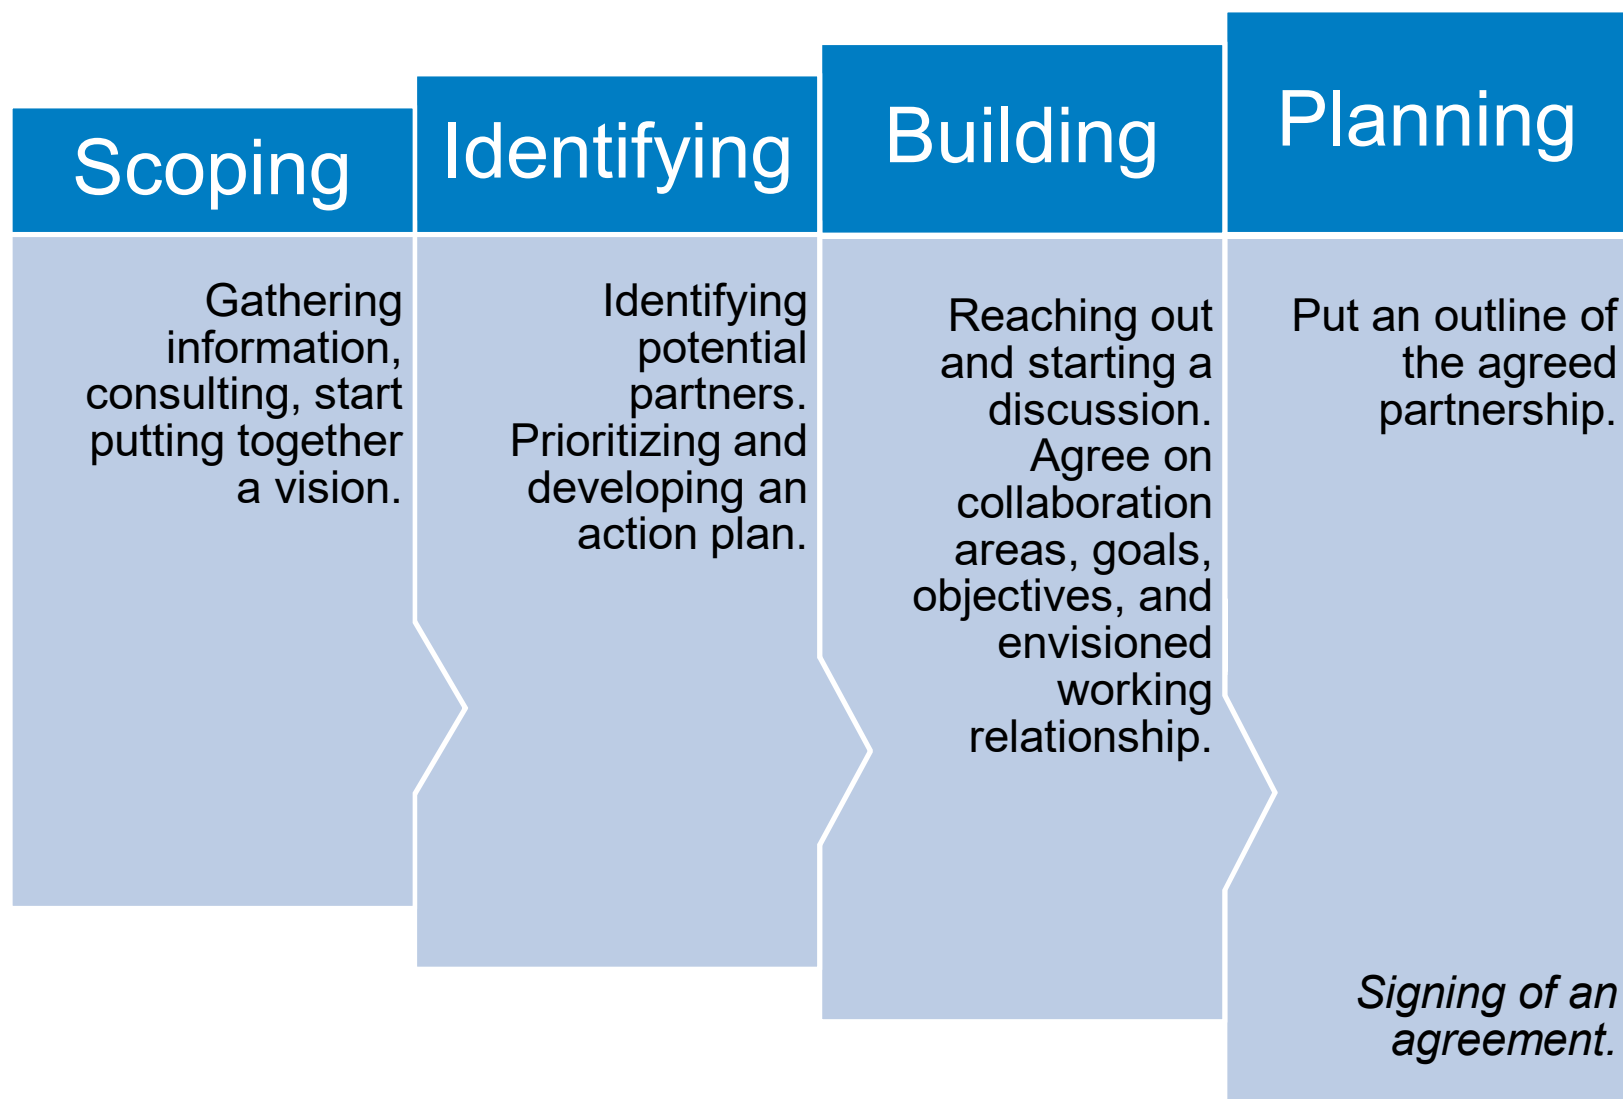 Scoping
Gathering
information,
consulting, start
putting together
a vision.
Identifying
Identifying
potential
partners.
Prioritizing and
developing an
action plan.
Building
Reaching out
and starting a
discussion.
Agree on
collaboration
areas, goals,
objectives, and
envisioned
working
relationship.
Planning
Put an outline of
the agreed
partnership.
Signing of an
agreement.